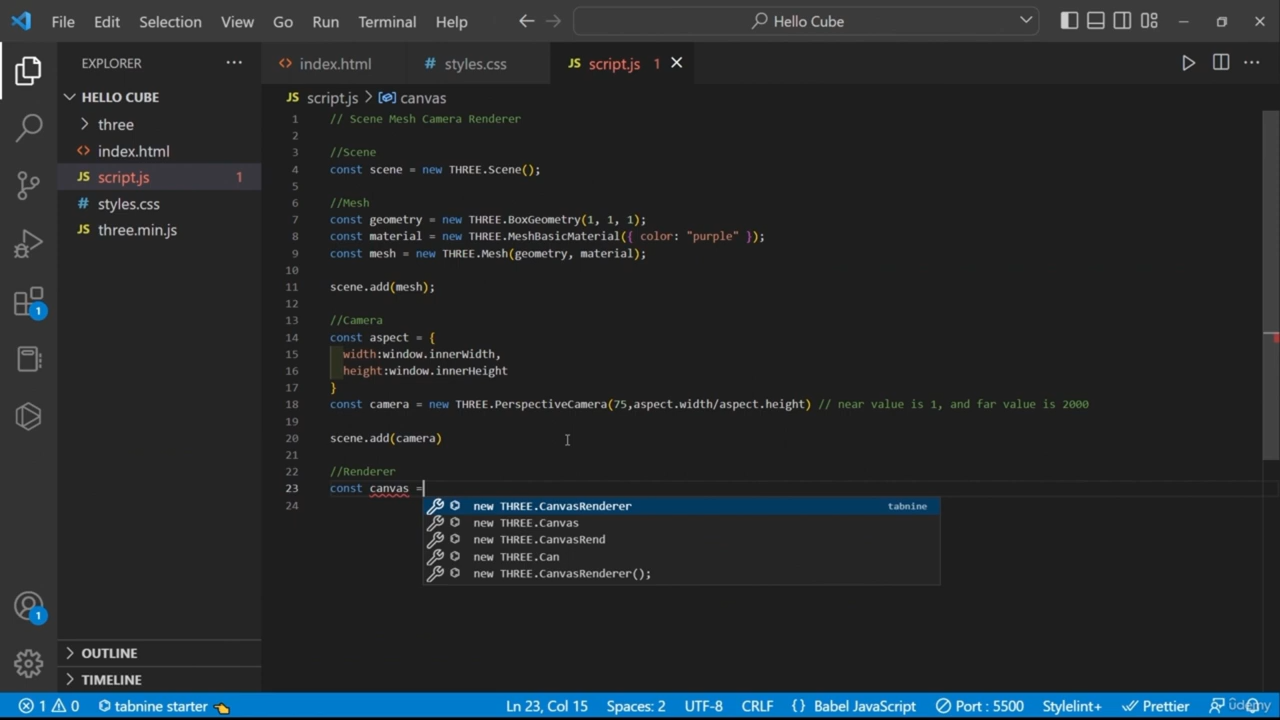 File Edit Selection View Go Run Terminal Help
Hello Cube
EXPLORER
HELLO CUBE
three
index.html
script.js 1
styles.css
three.min.js
OUTLINE
TIMELINE
1
1
index.html
styles.css
script.js 1
script.js canvas
1 // Scene Mesh Camera Renderer
2
3 //Scene
4 const scene = new THREE.Scene();
5
6 //Mesh
7 const geometry = new THREE.BoxGeometry(1, 1, 1);
8 const material = new THREE.MeshBasicMaterial({ color: "purple" });
9 const mesh = new THREE.Mesh(geometry, material);
10
11 scene.add(mesh);
12
13 //Camera
14 const aspect = {
15 width:window.innerWidth,
16 height:window.innerHeight
17 }
18 const camera = new THREE.PerspectiveCamera(75,aspect.width/aspect.height) // near value is 1, and far value is 2000
19
20 scene.add(camera)
21
22 //Renderer
23 const canvas =
24
new THREE.CanvasRenderer tabnine
new THREE.Canvas
new THREE.CanvasRend
new THREE.Can
new THREE.CanvasRenderer();
1 0 tabnine starter 👈 Ln 23, Col 15 Spaces: 2 UTF-8 CRLF {} Babel JavaScript Port : 5500 Stylelint+ Prettier
udemy